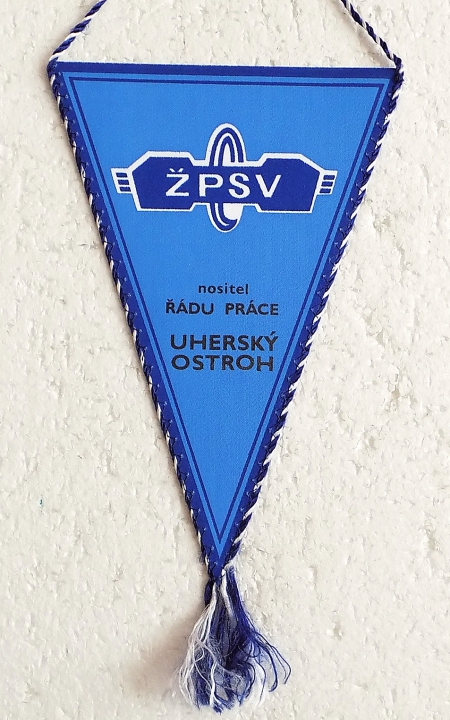 ŽPSV
nositel
ŘÁDU PRÁCE
UHERSKÝ
OSTROH